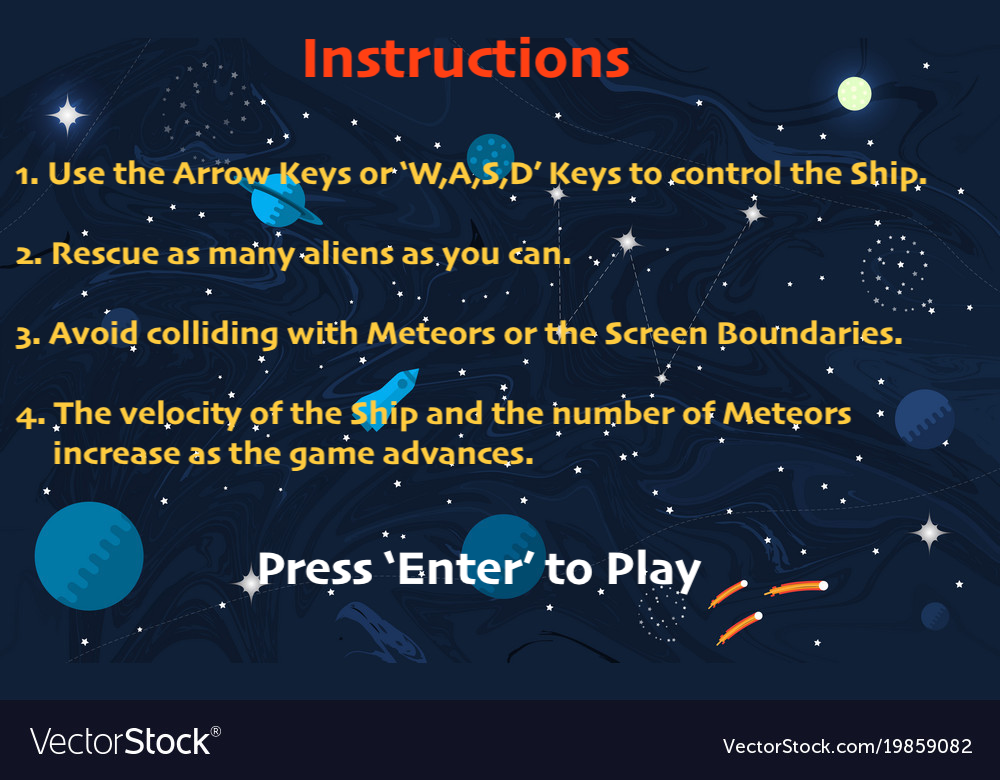 Instructions
1. Use the Arrow Keys or ‘W,A,S,D’ Keys to control the Ship.
2. Rescue as many aliens as you can.
3. Avoid colliding with Meteors or the Screen Boundaries.
4. The velocity of the Ship and the number of Meteors
increase as the game advances.
Press ‘Enter’ to Play
VectorStock®
VectorStock.com/19859082